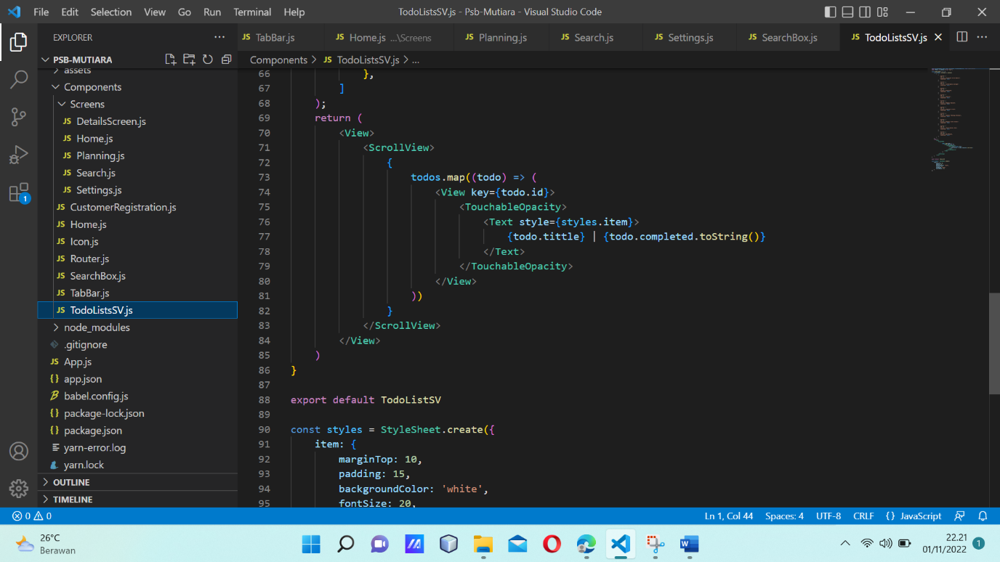 File Edit Selection View Go Run Terminal Help
TodoListsSV.js - Psb-Mutiara - Visual Studio Code
EXPLORER
TabBar.js
JS Home.js ...\Screens
JS Planning.js
JS Search.js
JS Settings.js
JS SearchBox.js
JS TodoListsSV.js
PSB-MUTIARA
assets
Components
Screens
JS DetailsScreen.js
JS Home.js
JS Planning.js
JS Search.js
JS Settings.js
JS CustomerRegistration.js
JS Home.js
JS Icon.js
JS Router.js
JS SearchBox.js
JS TabBar.js
JS TodoListsSV.js
node_modules
.gitignore
JS App.js
{} app.json
babel.config.js
{} package-lock.json
{} package.json
yarn-error.log
yarn.lock
OUTLINE
TIMELINE
1
Components > JS TodoListsSV.js > ...
66 },
67 ]
68 );
69 return (
70 <View>
71 <ScrollView>
72 {
73 todos.map((todo) => (
74 <View key={todo.id}>
75 <TouchableOpacity>
76 <Text style={styles.item}>
77 {todo.tittle} | {todo.completed.toString()}
78 </Text>
79 </TouchableOpacity>
80 </View>
81 ))
82 }
83 </ScrollView>
84 </View>
85 )
86 }
87
88 export default TodoListSV
89
90 const styles = StyleSheet.create({
91 item: {
92 marginTop: 10,
93 padding: 15,
94 backgroundColor: 'white',
95 fontSize: 20,
0 0
Ln 1, Col 44 Spaces: 4 UTF-8 CRLF {} JavaScript
26°C
Berawan
22.21
01/11/2022
1